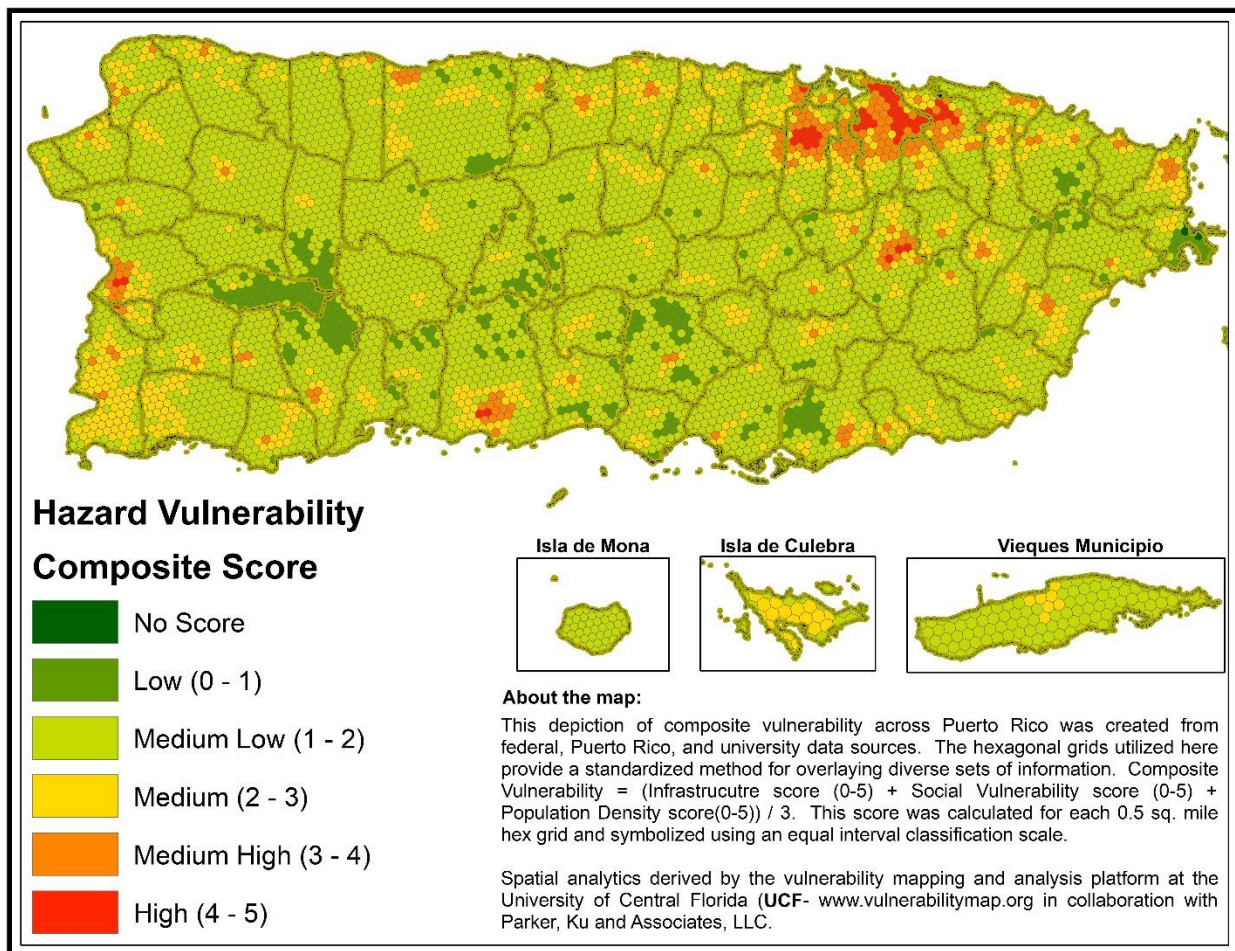 Hazard Vulnerability
Composite Score
No Score
Low (0 - 1)
Medium Low (1 - 2)
Medium (2 - 3)
Medium High (3 - 4)
High (4 - 5)
Isla de Mona
Isla de Culebra
Vieques Municipio
About the map:
This depiction of composite vulnerability across Puerto Rico was created from
federal, Puerto Rico, and university data sources. The hexagonal grids utilized here
provide a standardized method for overlaying diverse sets of information. Composite
Vulnerability = (Infrastrucutre score (0-5) + Social Vulnerability score (0-5) +
Population Density score(0-5)) / 3. This score was calculated for each 0.5 sq. mile
hex grid and symbolized using an equal interval classification scale.
Spatial analytics derived by the vulnerability mapping and analysis platform at the
University of Central Florida (UCF- www.vulnerabilitymap.org in collaboration with
Parker, Ku and Associates, LLC.